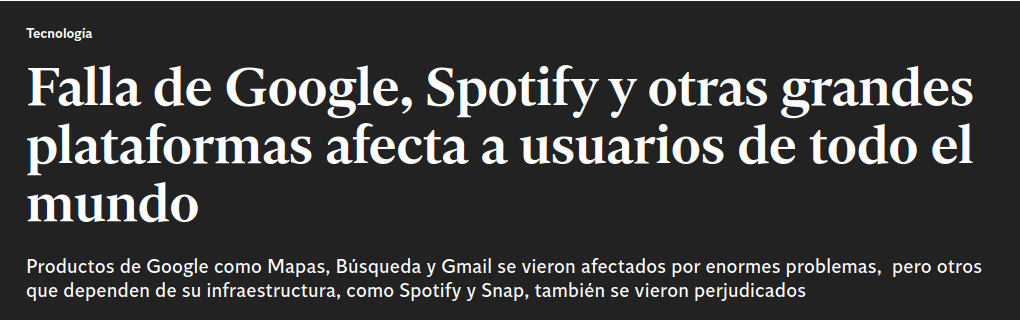 Tecnología
Falla de Google, Spotify y otras grandes
plataformas afecta a usuarios de todo el
mundo
Productos de Google como Mapas, Búsqueda y Gmail se vieron afectados por enormes problemas,  pero otros
que dependen de su infraestructura, como Spotify y Snap, también se vieron perjudicados